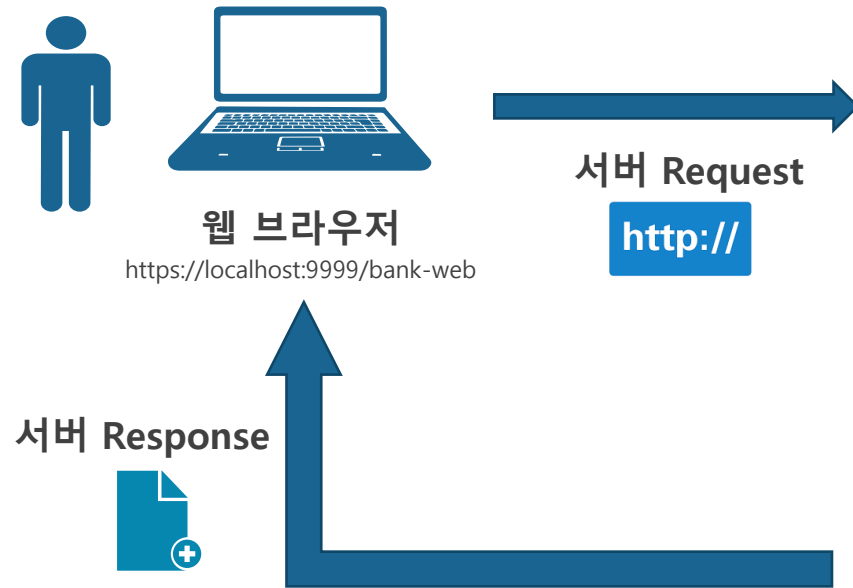 서버 Request
http://
웹 브라우저
https://localhost:9999/bank-web
서버 Response